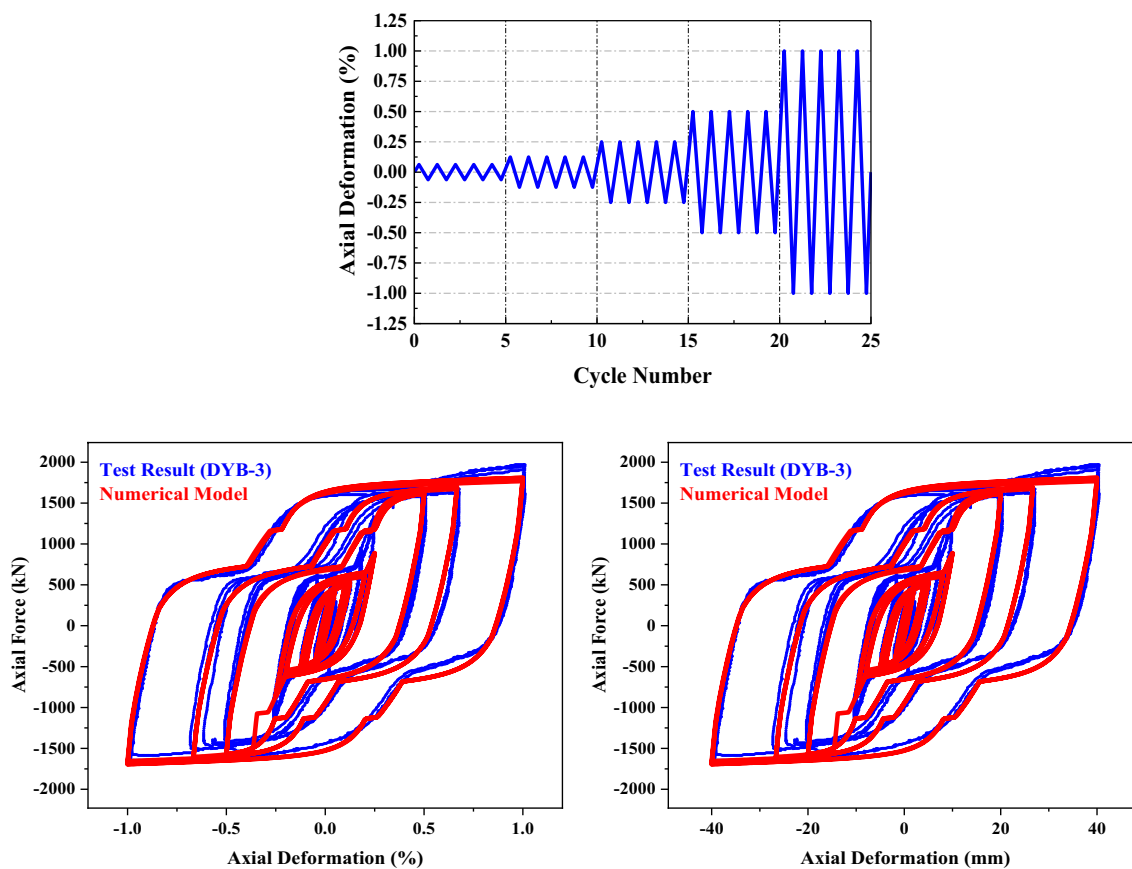 1.25
1.00
0.75
0.50
0.25
0.00
-0.25
-0.50
-0.75
-1.00
-1.25
Axial Deformation (%)
0 5 10 15 20 25
Cycle Number
Test Result (DYB-3)
Numerical Model
2000
1500
1000
500
0
-500
-1000
-1500
-2000
Axial Force (kN)
-1.0 -0.5 0.0 0.5 1.0
Axial Deformation (%)
Test Result (DYB-3)
Numerical Model
2000
1500
1000
500
0
-500
-1000
-1500
-2000
Axial Force (kN)
-40 -20 0 20 40
Axial Deformation (mm)